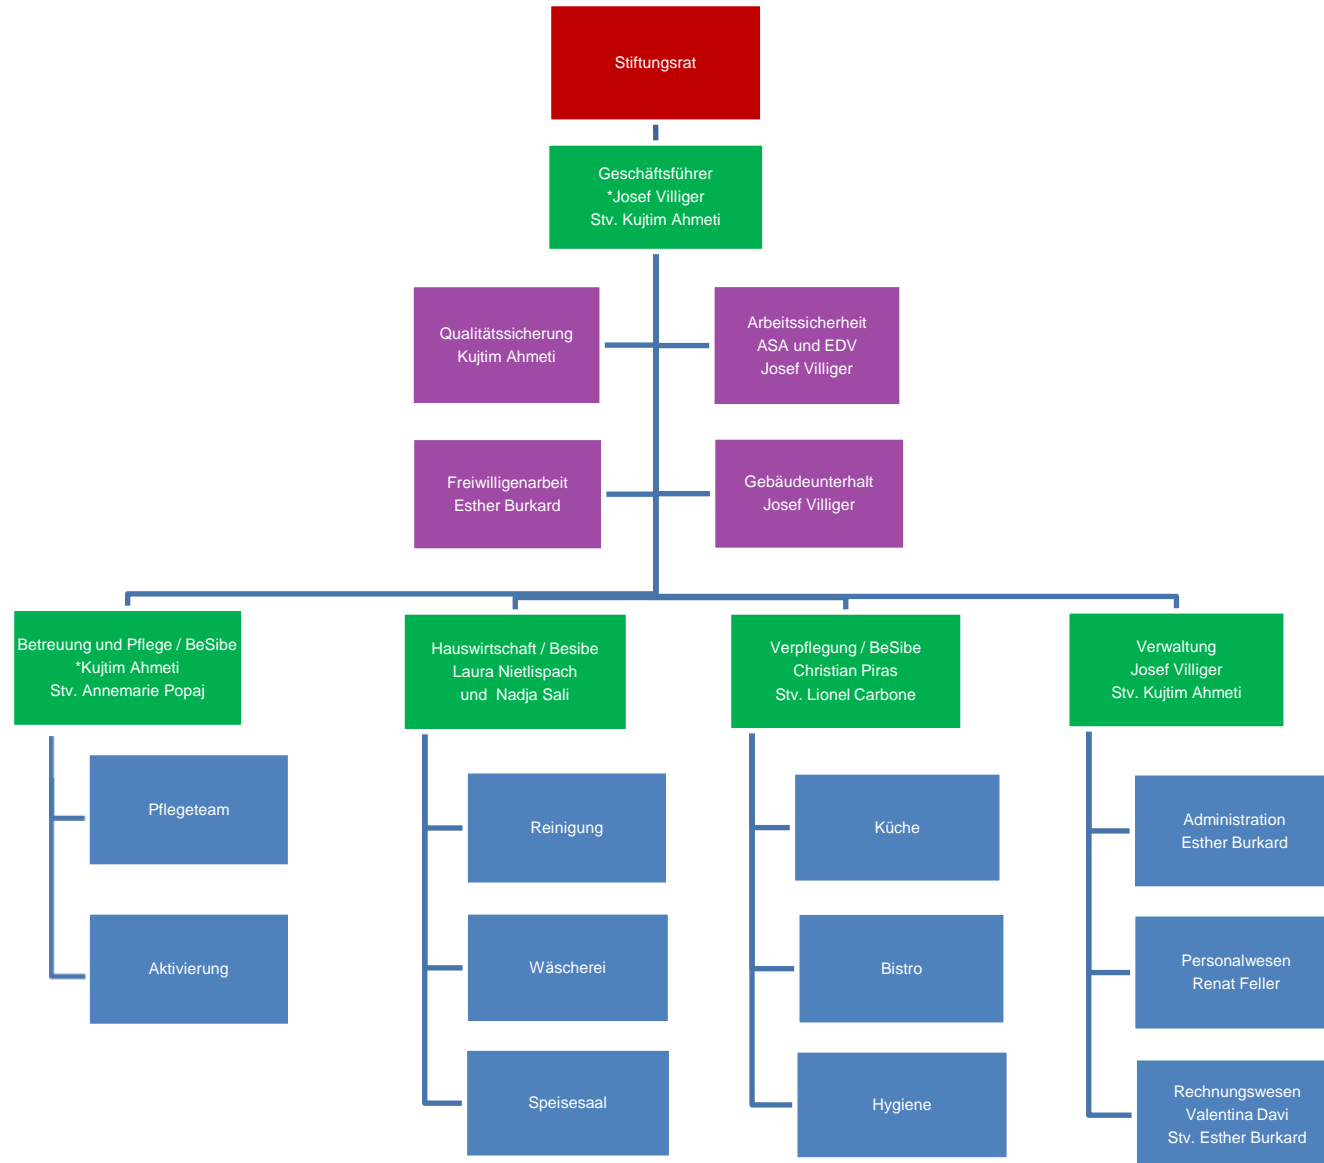 Stiftungsrat
Geschäftsführer
*Josef Villiger
Stv. Kujtim Ahmeti
Qualitätssicherung
Kujtim Ahmeti
Arbeitssicherheit
ASA und EDV
Josef Villiger
Freiwilligenarbeit
Esther Burkard
Gebäudeunterhalt
Josef Villiger
Betreuung und Pflege / BeSibe
*Kujtim Ahmeti
Stv. Annemarie Popaj
Hauswirtschaft / Besibe
Laura Nietlispach
und Nadja Sali
Verpflegung / BeSibe
Christian Piras
Stv. Lionel Carbone
Verwaltung
Josef Villiger
Stv. Kujtim Ahmeti
Pflegeteam
Aktivierung
Reinigung
Wäscherei
Speisesaal
Küche
Bistro
Hygiene
Administration
Esther Burkard
Personalwesen
Renat Feller
Rechnungswesen
Valentina Davi
Stv. Esther Burkard